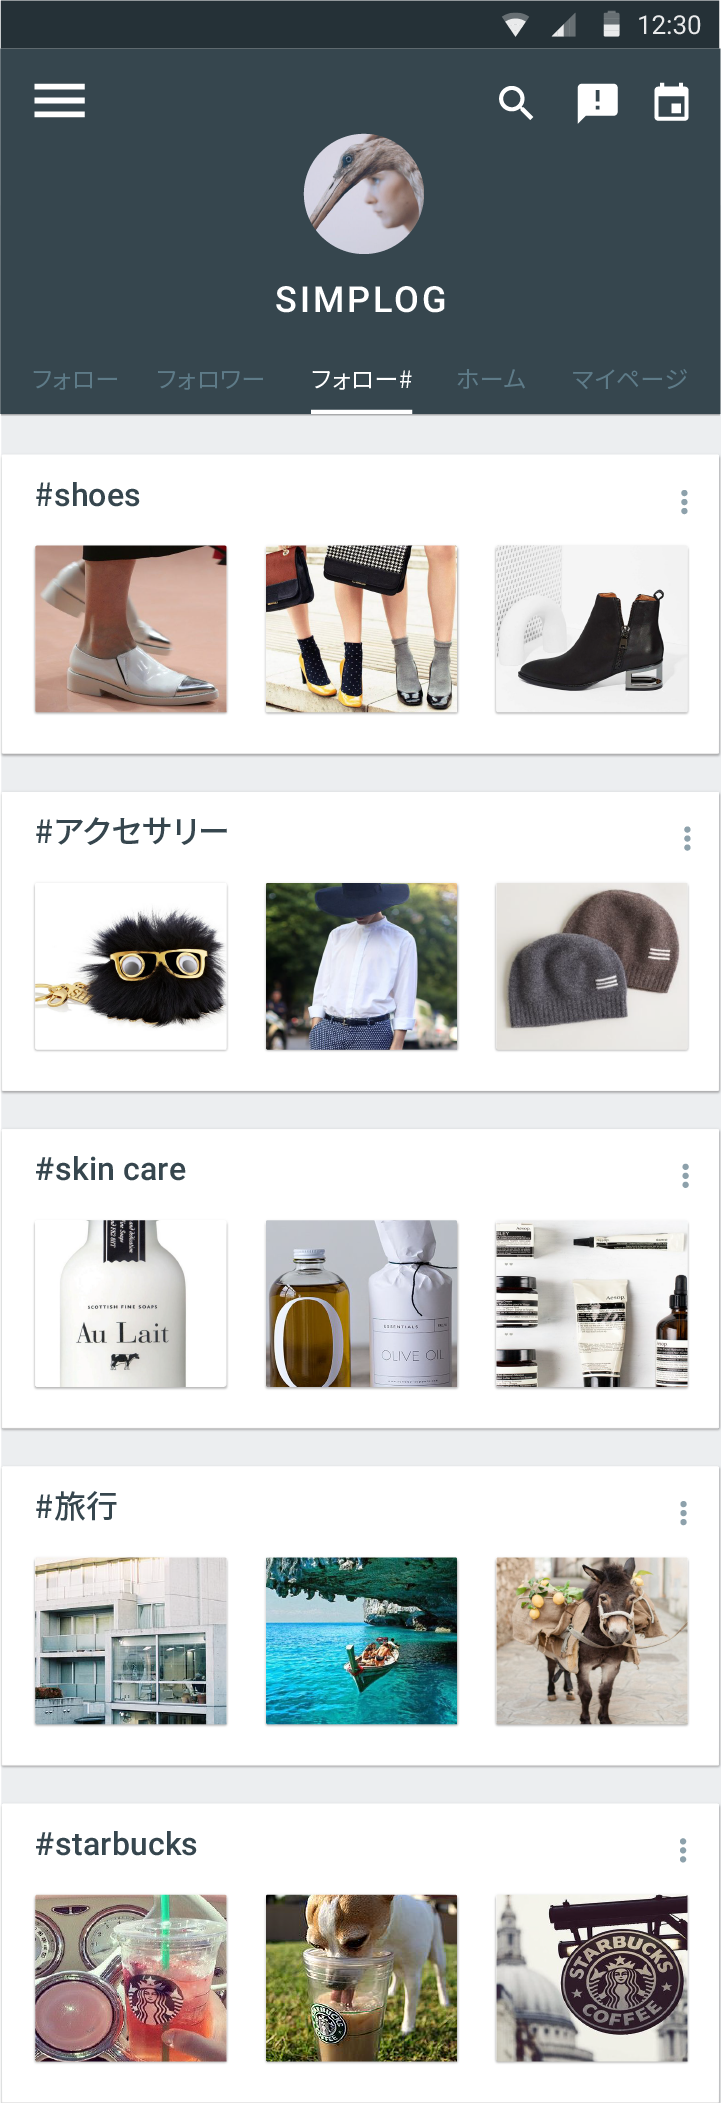 12:30
SIMPLOG
フォロー フォロワー フォロー# ホーム マイページ
#shoes
#アクセサリー
#skin care
SCOTTISH FINE SOAPS
Au Lait
ESSENTIALS
OLIVE OIL
Aesop
#旅行
#starbucks
STARBUCKS
COFFEE